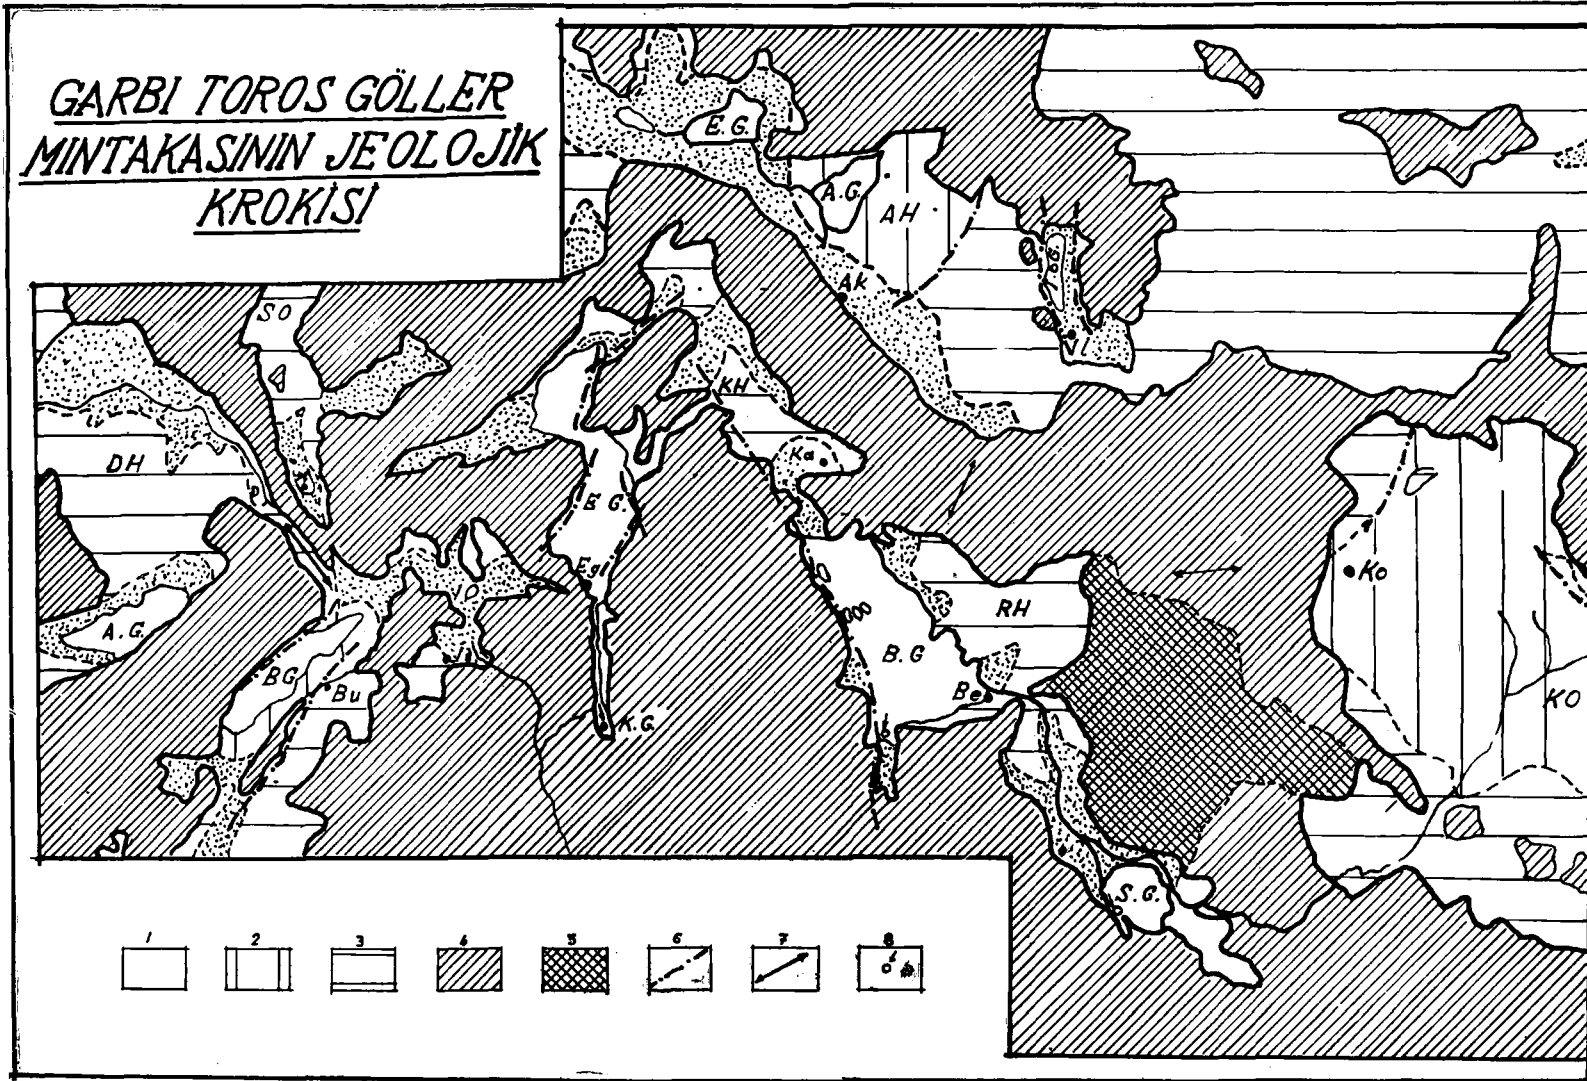 GARBI TOROS GÖLLER
MINTAKASININ JEOLOJİK
KROKİSİ
E.G.
A.G.
AH
Ak
SO
KH
Ka
DH
E G.
Egl
RH
Ko
A.G.
B.G
BG
Bu
Be
KO
K.G.
S.G.
1 2 3 4 5 6 7 8